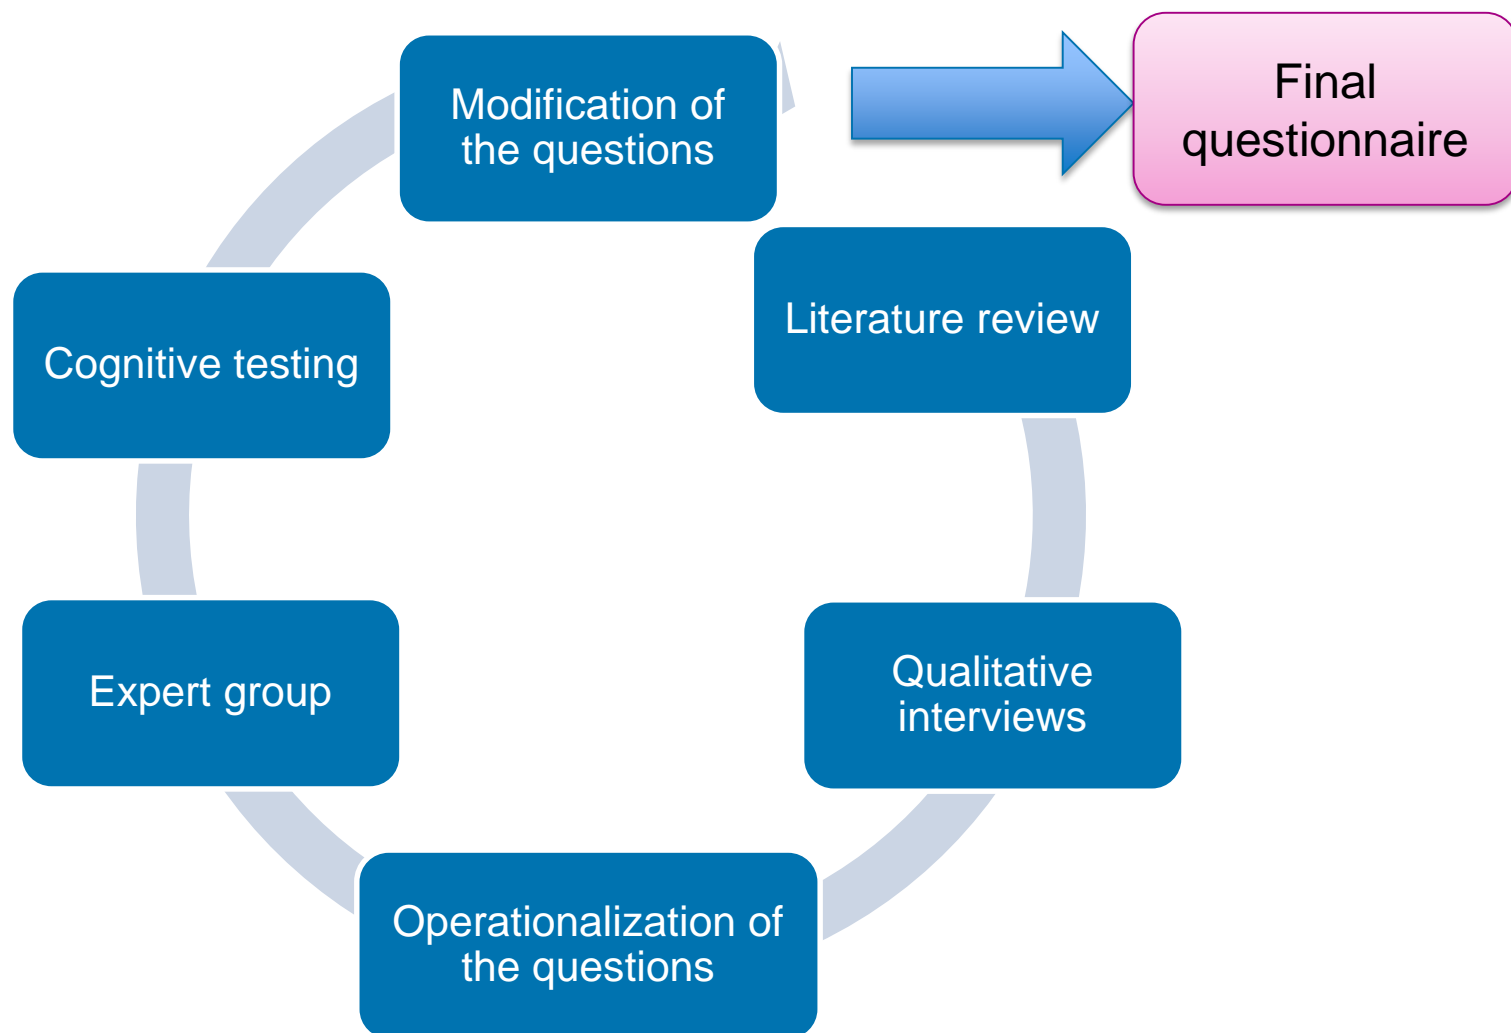 Modification of
the questions
Final
questionnaire
Literature review
Cognitive testing
Qualitative
interviews
Expert group
Operationalization of
the questions